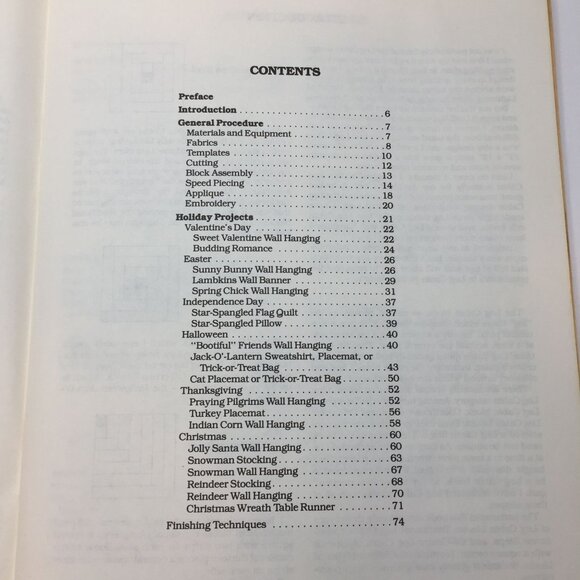 CONTENTS
Preface
Introduction . . . . . . . . . . . . . . . . . . . . . . . . . 6
General Procedure . . . . . . . . . . . . . . . . . . . . . 7
Materials and Equipment . . . . . . . . . . . . . . . . 7
Fabrics . . . . . . . . . . . . . . . . . . . . . . . . . . . . 8
Templates . . . . . . . . . . . . . . . . . . . . . . . . . 10
Cutting . . . . . . . . . . . . . . . . . . . . . . . . . . . 12
Block Assembly . . . . . . . . . . . . . . . . . . . . . 13
Speed Piecing . . . . . . . . . . . . . . . . . . . . . . 14
Applique . . . . . . . . . . . . . . . . . . . . . . . . . . 18
Embroidery . . . . . . . . . . . . . . . . . . . . . . . . 20
Holiday Projects . . . . . . . . . . . . . . . . . . . . . . 21
Valentine's Day . . . . . . . . . . . . . . . . . . . . . . 22
Sweet Valentine Wall Hanging . . . . . . . . . . 22
Budding Romance . . . . . . . . . . . . . . . . . . 24
Easter . . . . . . . . . . . . . . . . . . . . . . . . . . . . 26
Sunny Bunny Wall Hanging . . . . . . . . . . . . 26
Lambkins Wall Banner . . . . . . . . . . . . . . . 29
Spring Chick Wall Hanging . . . . . . . . . . . . 31
Independence Day . . . . . . . . . . . . . . . . . . . 37
Star-Spangled Flag Quilt . . . . . . . . . . . . . . 37
Star-Spangled Pillow . . . . . . . . . . . . . . . . . 39
Halloween . . . . . . . . . . . . . . . . . . . . . . . . . 40
"Bootiful" Friends Wall Hanging . . . . . . . . . 40
Jack-O'-Lantern Sweatshirt, Placemat, or
Trick-or-Treat Bag . . . . . . . . . . . . . . . . . 43
Cat Placemat or Trick-or-Treat Bag . . . . . . . 50
Thanksgiving . . . . . . . . . . . . . . . . . . . . . . . 52
Praying Pilgrims Wall Hanging . . . . . . . . . . 52
Turkey Placemat . . . . . . . . . . . . . . . . . . . . 56
Indian Corn Wall Hanging . . . . . . . . . . . . . 58
Christmas . . . . . . . . . . . . . . . . . . . . . . . . . 60
Jolly Santa Wall Hanging . . . . . . . . . . . . . . 60
Snowman Stocking . . . . . . . . . . . . . . . . . . 63
Snowman Wall Hanging . . . . . . . . . . . . . . 67
Reindeer Stocking . . . . . . . . . . . . . . . . . . . 68
Reindeer Wall Hanging . . . . . . . . . . . . . . . 70
Christmas Wreath Table Runner . . . . . . . . . 71
Finishing Techniques . . . . . . . . . . . . . . . . . . . 74